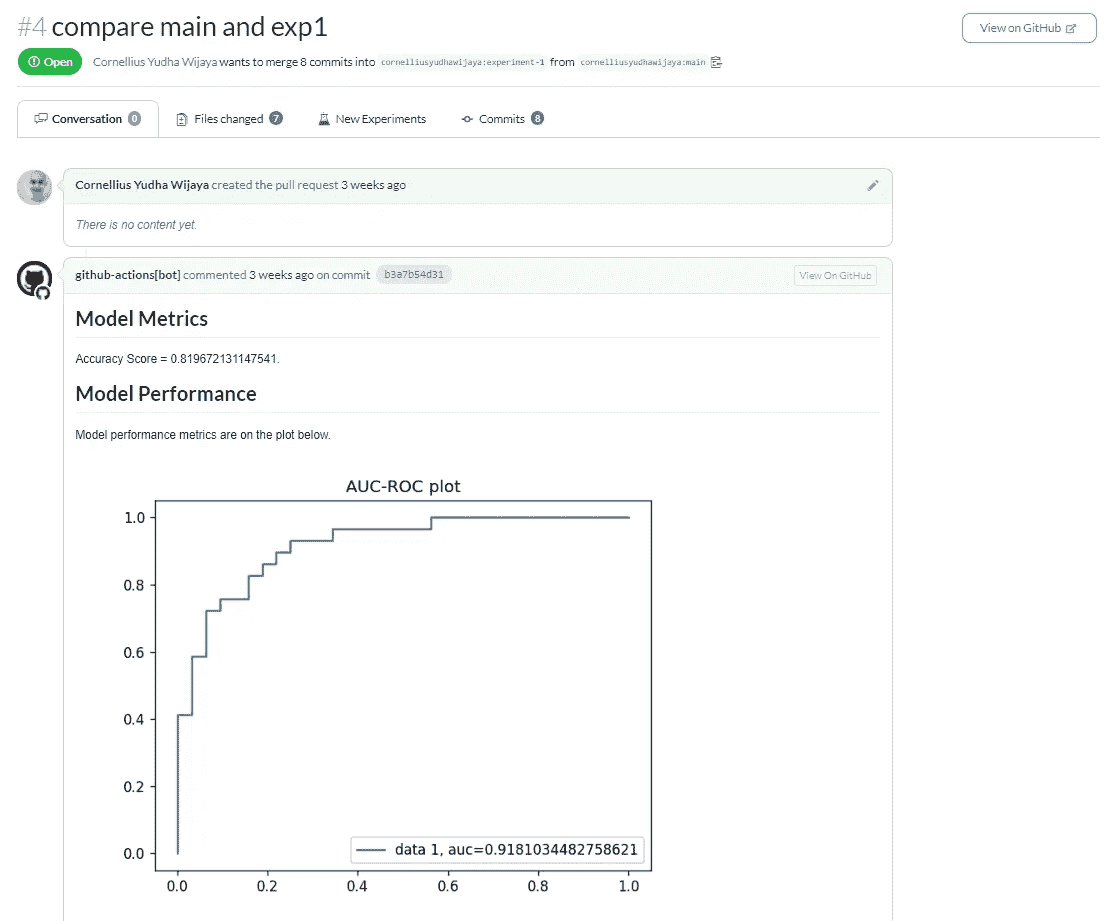 #4 compare main and exp1
View on GitHub
Open
Cornellius Yudha Wijaya wants to merge 8 commits into cornelliusyudhawijaya:experiment-1 from cornelliusyudhawijaya:main
Conversation 0
Files changed 7
New Experiments
Commits 8
Cornellius Yudha Wijaya created the pull request 3 weeks ago
There is no content yet.
github-actions[bot] commented 3 weeks ago on commit b3a7b54d31
View On GitHub
Model Metrics
Accuracy Score = 0.819672131147541.
Model Performance
Model performance metrics are on the plot below.
AUC-ROC plot
1.0
0.8
0.6
0.4
0.2
0.0
data 1, auc=0.9181034482758621
0.0 0.2 0.4 0.6 0.8 1.0